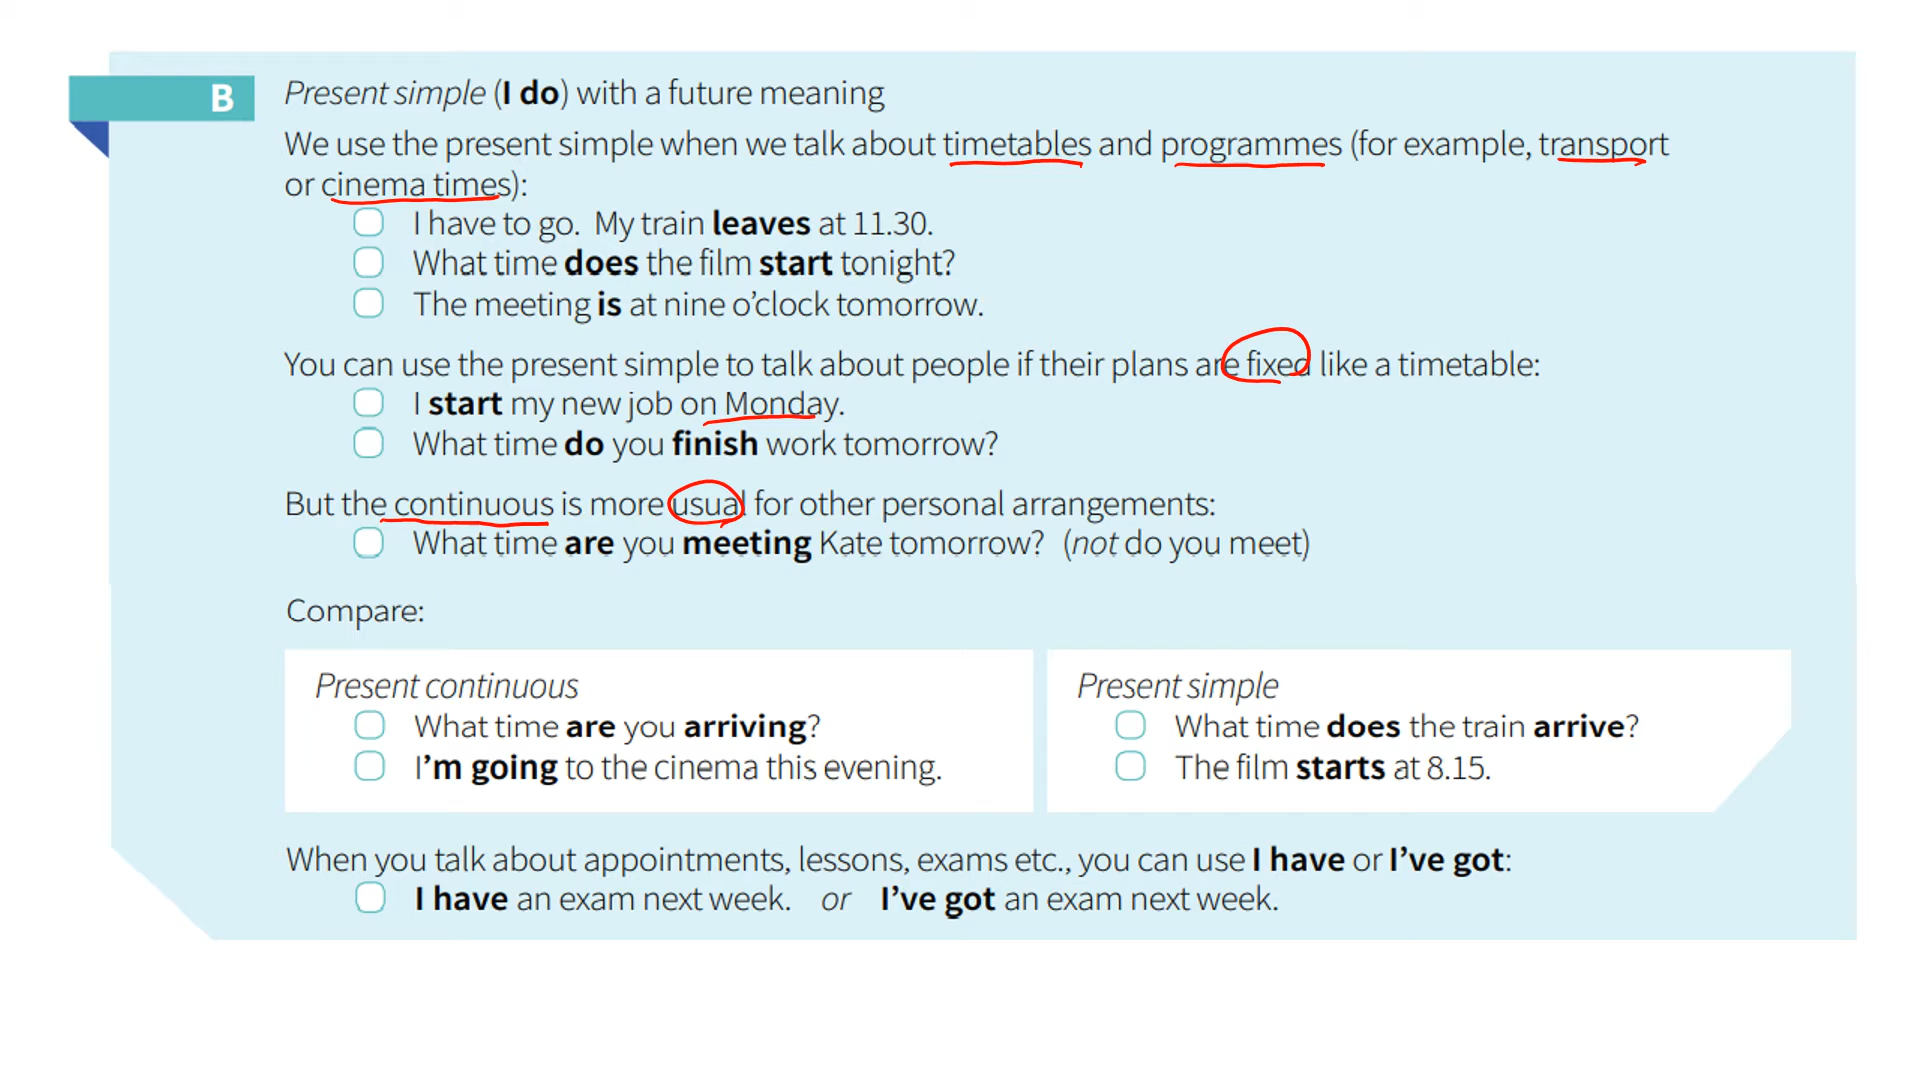 B
Present simple (I do) with a future meaning
We use the present simple when we talk about timetables and programmes (for example, transport
or cinema times):
I have to go. My train leaves at 11.30.
What time does the film start tonight?
The meeting is at nine o’clock tomorrow.
You can use the present simple to talk about people if their plans are fixed like a timetable:
I start my new job on Monday.
What time do you finish work tomorrow?
But the continuous is more usual for other personal arrangements:
What time are you meeting Kate tomorrow? (not do you meet)
Compare:
Present continuous
What time are you arriving?
I’m going to the cinema this evening.
Present simple
What time does the train arrive?
The film starts at 8.15.
When you talk about appointments, lessons, exams etc., you can use I have or I’ve got:
I have an exam next week. or I’ve got an exam next week.